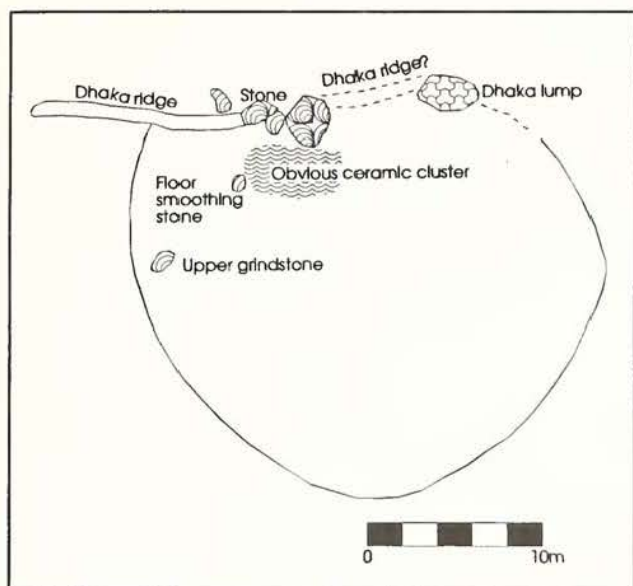 Dhaka ridge?
Dhaka ridge
Stone
Dhaka lump
Obvious ceramic cluster
Floor
smoothing
stone
Upper grindstone
0
10m